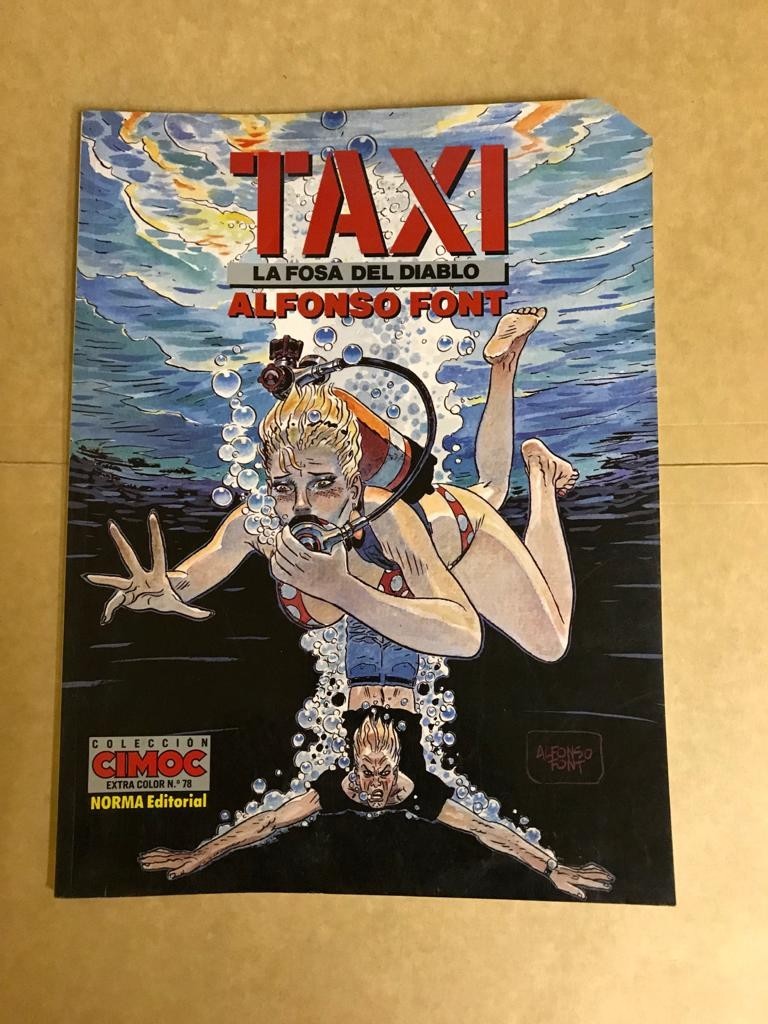 TAXI
LA FOSA DEL DIABLO
ALFONSO FONT
COLECCIÓN
CIMOC
EXTRA COLOR N.º 78
NORMA Editorial
ALFONSO
FONT